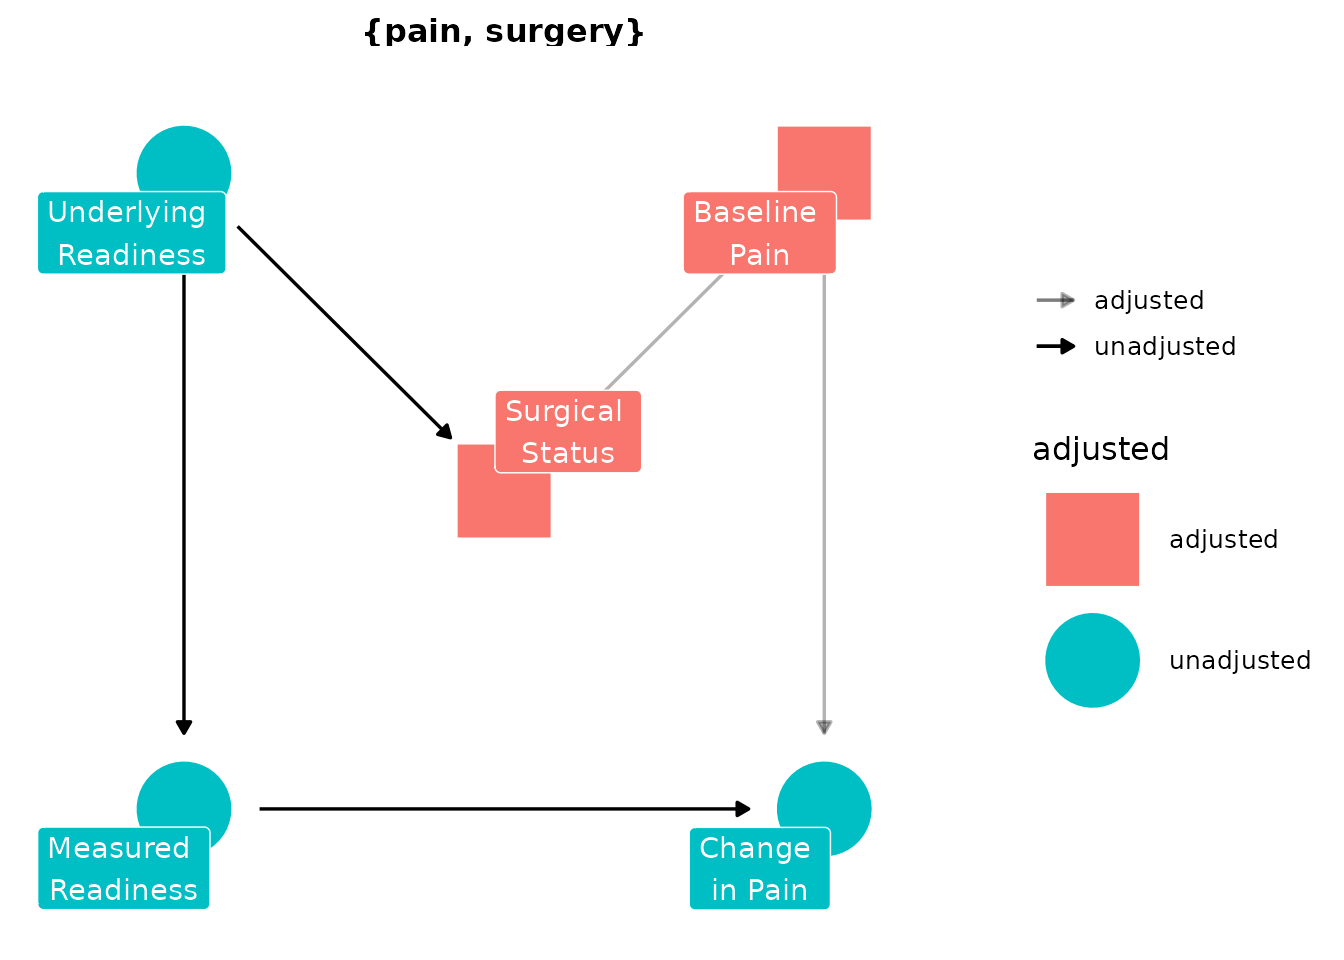 {pain, surgery}
Underlying
Readiness
Baseline
Pain
adjusted
unadjusted
Surgical
Status
adjusted
adjusted
unadjusted
Measured
Readiness
Change
in Pain